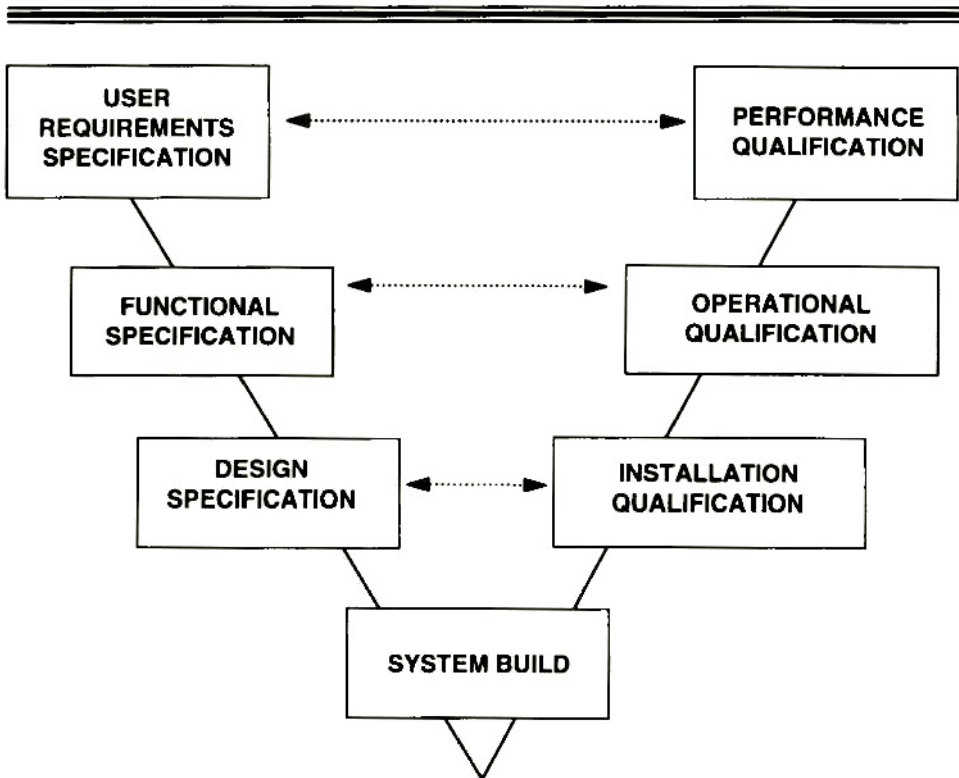 USER
REQUIREMENTS
SPECIFICATION
PERFORMANCE
QUALIFICATION
FUNCTIONAL
SPECIFICATION
OPERATIONAL
QUALIFICATION
DESIGN
SPECIFICATION
INSTALLATION
QUALIFICATION
SYSTEM BUILD